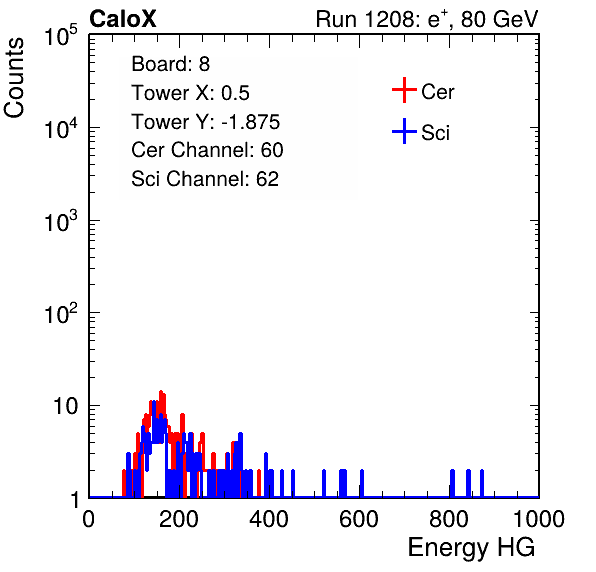 CaloX Run 1208: e⁺, 80 GeV
Counts
10⁵
10⁴
10³
10²
10
1
Board: 8
Tower X: 0.5
Tower Y: -1.875
Cer Channel: 60
Sci Channel: 62
Cer
Sci
0 200 400 600 800 1000
Energy HG